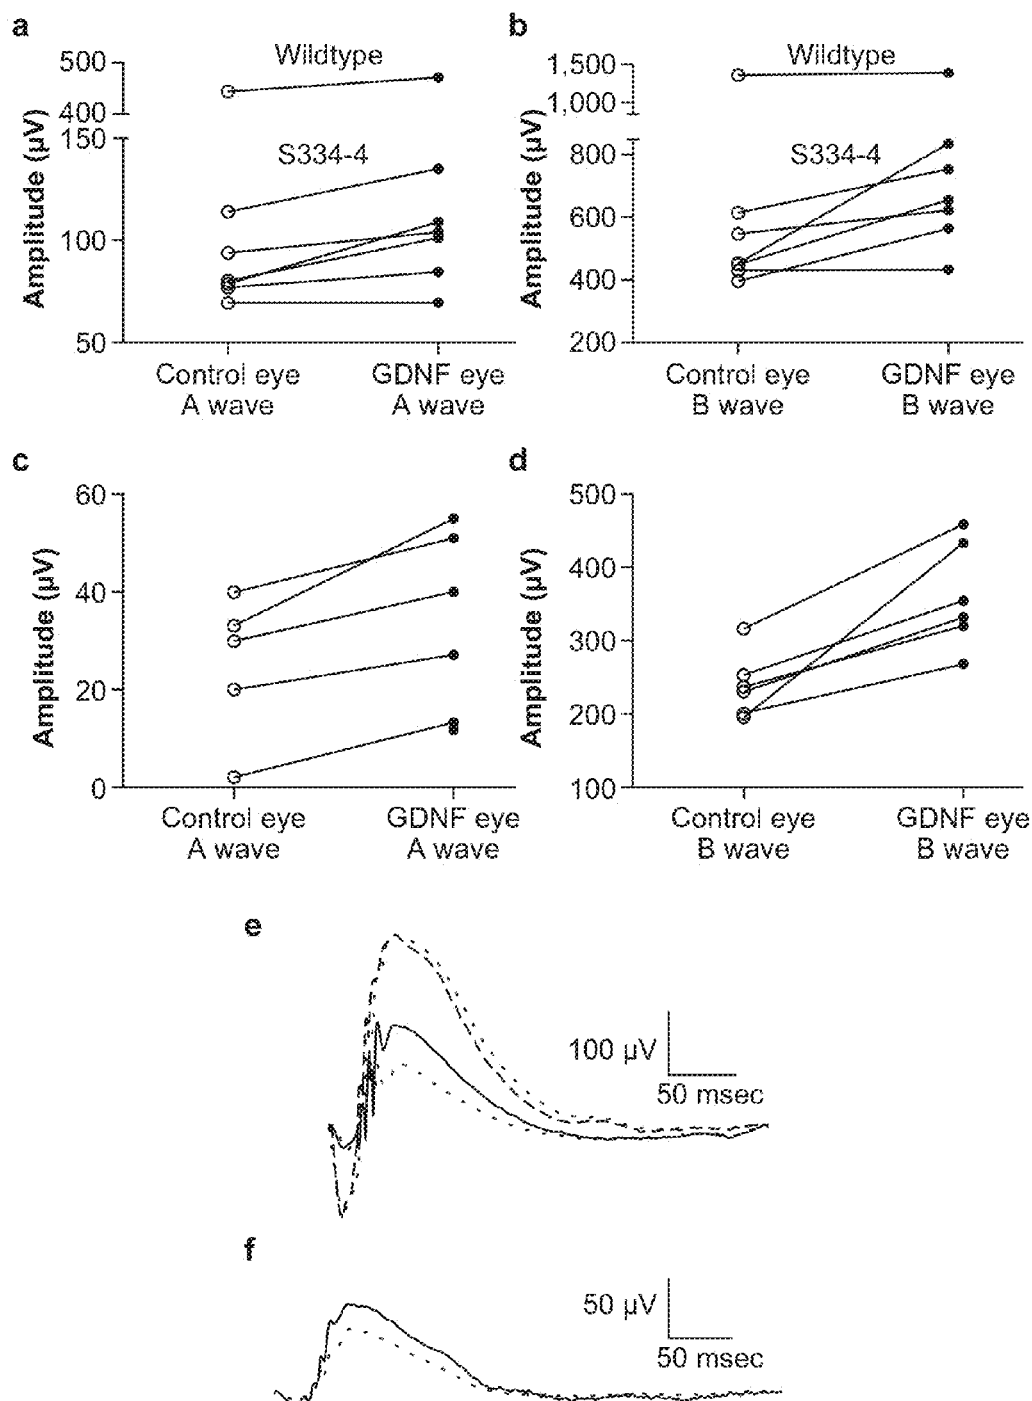 a
Amplitude (µV)
500
400
150
100
50
Wildtype
S334-4
Control eye
A wave
GDNF eye
A wave
b
Amplitude (µV)
1,500
1,000
800
600
400
200
Wildtype
S334-4
Control eye
B wave
GDNF eye
B wave
c
Amplitude (µV)
60
40
20
0
Control eye
A wave
GDNF eye
A wave
d
Amplitude (µV)
500
400
300
200
100
Control eye
B wave
GDNF eye
B wave
e
100 µV
50 msec
f
50 µV
50 msec